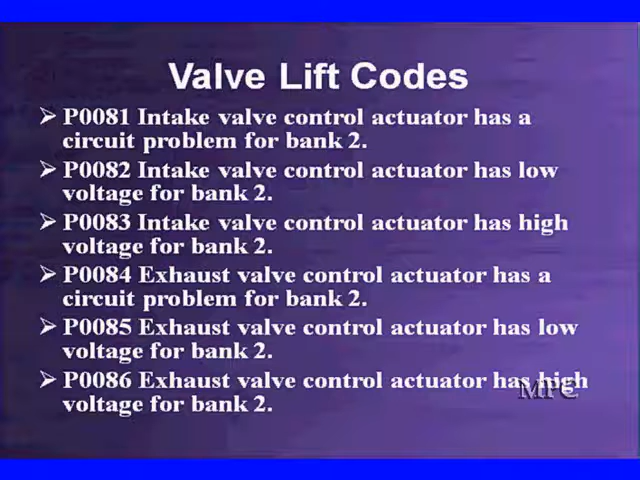 Valve Lift Codes
➢ P0081 Intake valve control actuator has a
circuit problem for bank 2.
➢ P0082 Intake valve control actuator has low
voltage for bank 2.
➢ P0083 Intake valve control actuator has high
voltage for bank 2.
➢ P0084 Exhaust valve control actuator has a
circuit problem for bank 2.
➢ P0085 Exhaust valve control actuator has low
voltage for bank 2.
➢ P0086 Exhaust valve control actuator has high
voltage for bank 2.
MPC